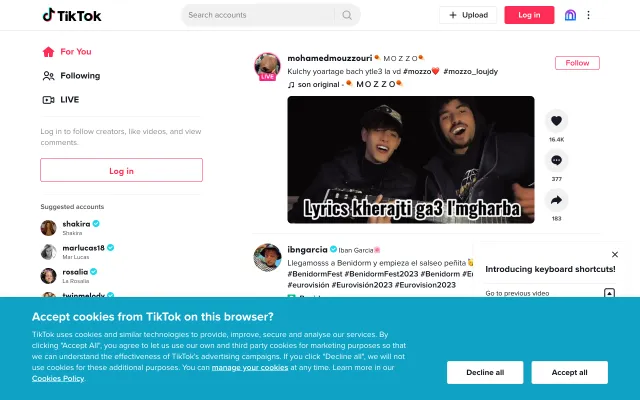 TikTok
Search accounts
Upload
Log in
For You
Following
LIVE
Log in to follow creators, like videos, and view
comments.
Log in
Suggested accounts
shakira
Shakira
marlucas18
Mar Lucas
rosalia
La Rosalia
twinmelody
mohamedmouzzouri M O Z Z O
Kulchy yoartage bach ytle3 la vd #mozzo❤️ #mozzo_loujdy
♫ son original - M O Z Z O
LIVE
Follow
Lyrics kherajti ga3 l'mgharba
16.4K
377
183
ibngarcia Iban Garcia
Llegamosss a Benidorm y empieza el salseo peñita
#BenidormFest #BenidormFest2023 #Benidorm
#eurovisión #Eurovisión2023 #Eurovision2023
Introducing keyboard shortcuts!
Go to previous video
Accept cookies from TikTok on this browser?
TikTok uses cookies and similar technologies to provide, improve, secure and analyse our services. By
clicking "Accept All", you agree to let us use our own and third party cookies for marketing purposes so that
we can understand the effectiveness of TikTok's advertising campaigns. If you click "Decline all", we will
not use cookies for these additional purposes. You can manage your cookies at any time. Learn more in our
Cookies Policy.
Decline all
Accept all